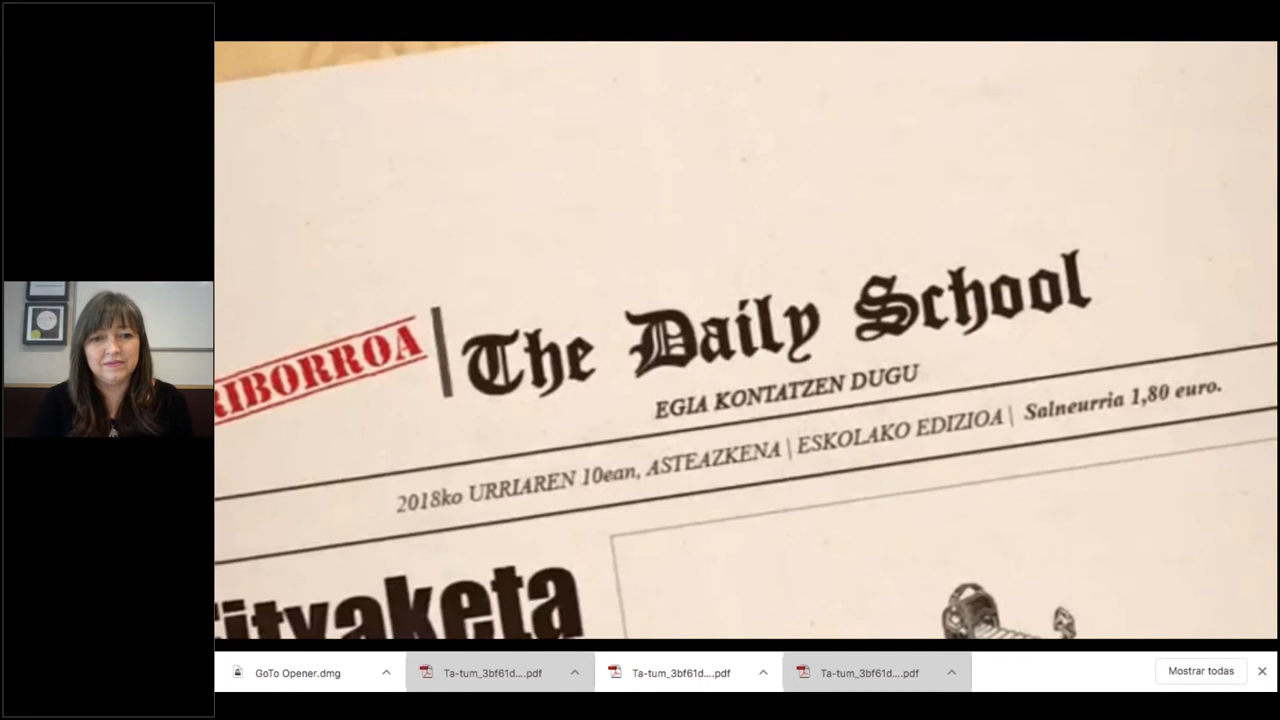 The Daily School
EGIA KONTATZEN DUGU
2018ko URRIAREN 10ean, ASTEAZKENA | ESKOLAKO EDIZIOA | Salneurria 1,80 euro.
GoTo Opener.dmg
Ta-tum_3bf61d....pdf
Ta-tum_3bf61d....pdf
Ta-tum_3bf61d....pdf
Mostrar todas